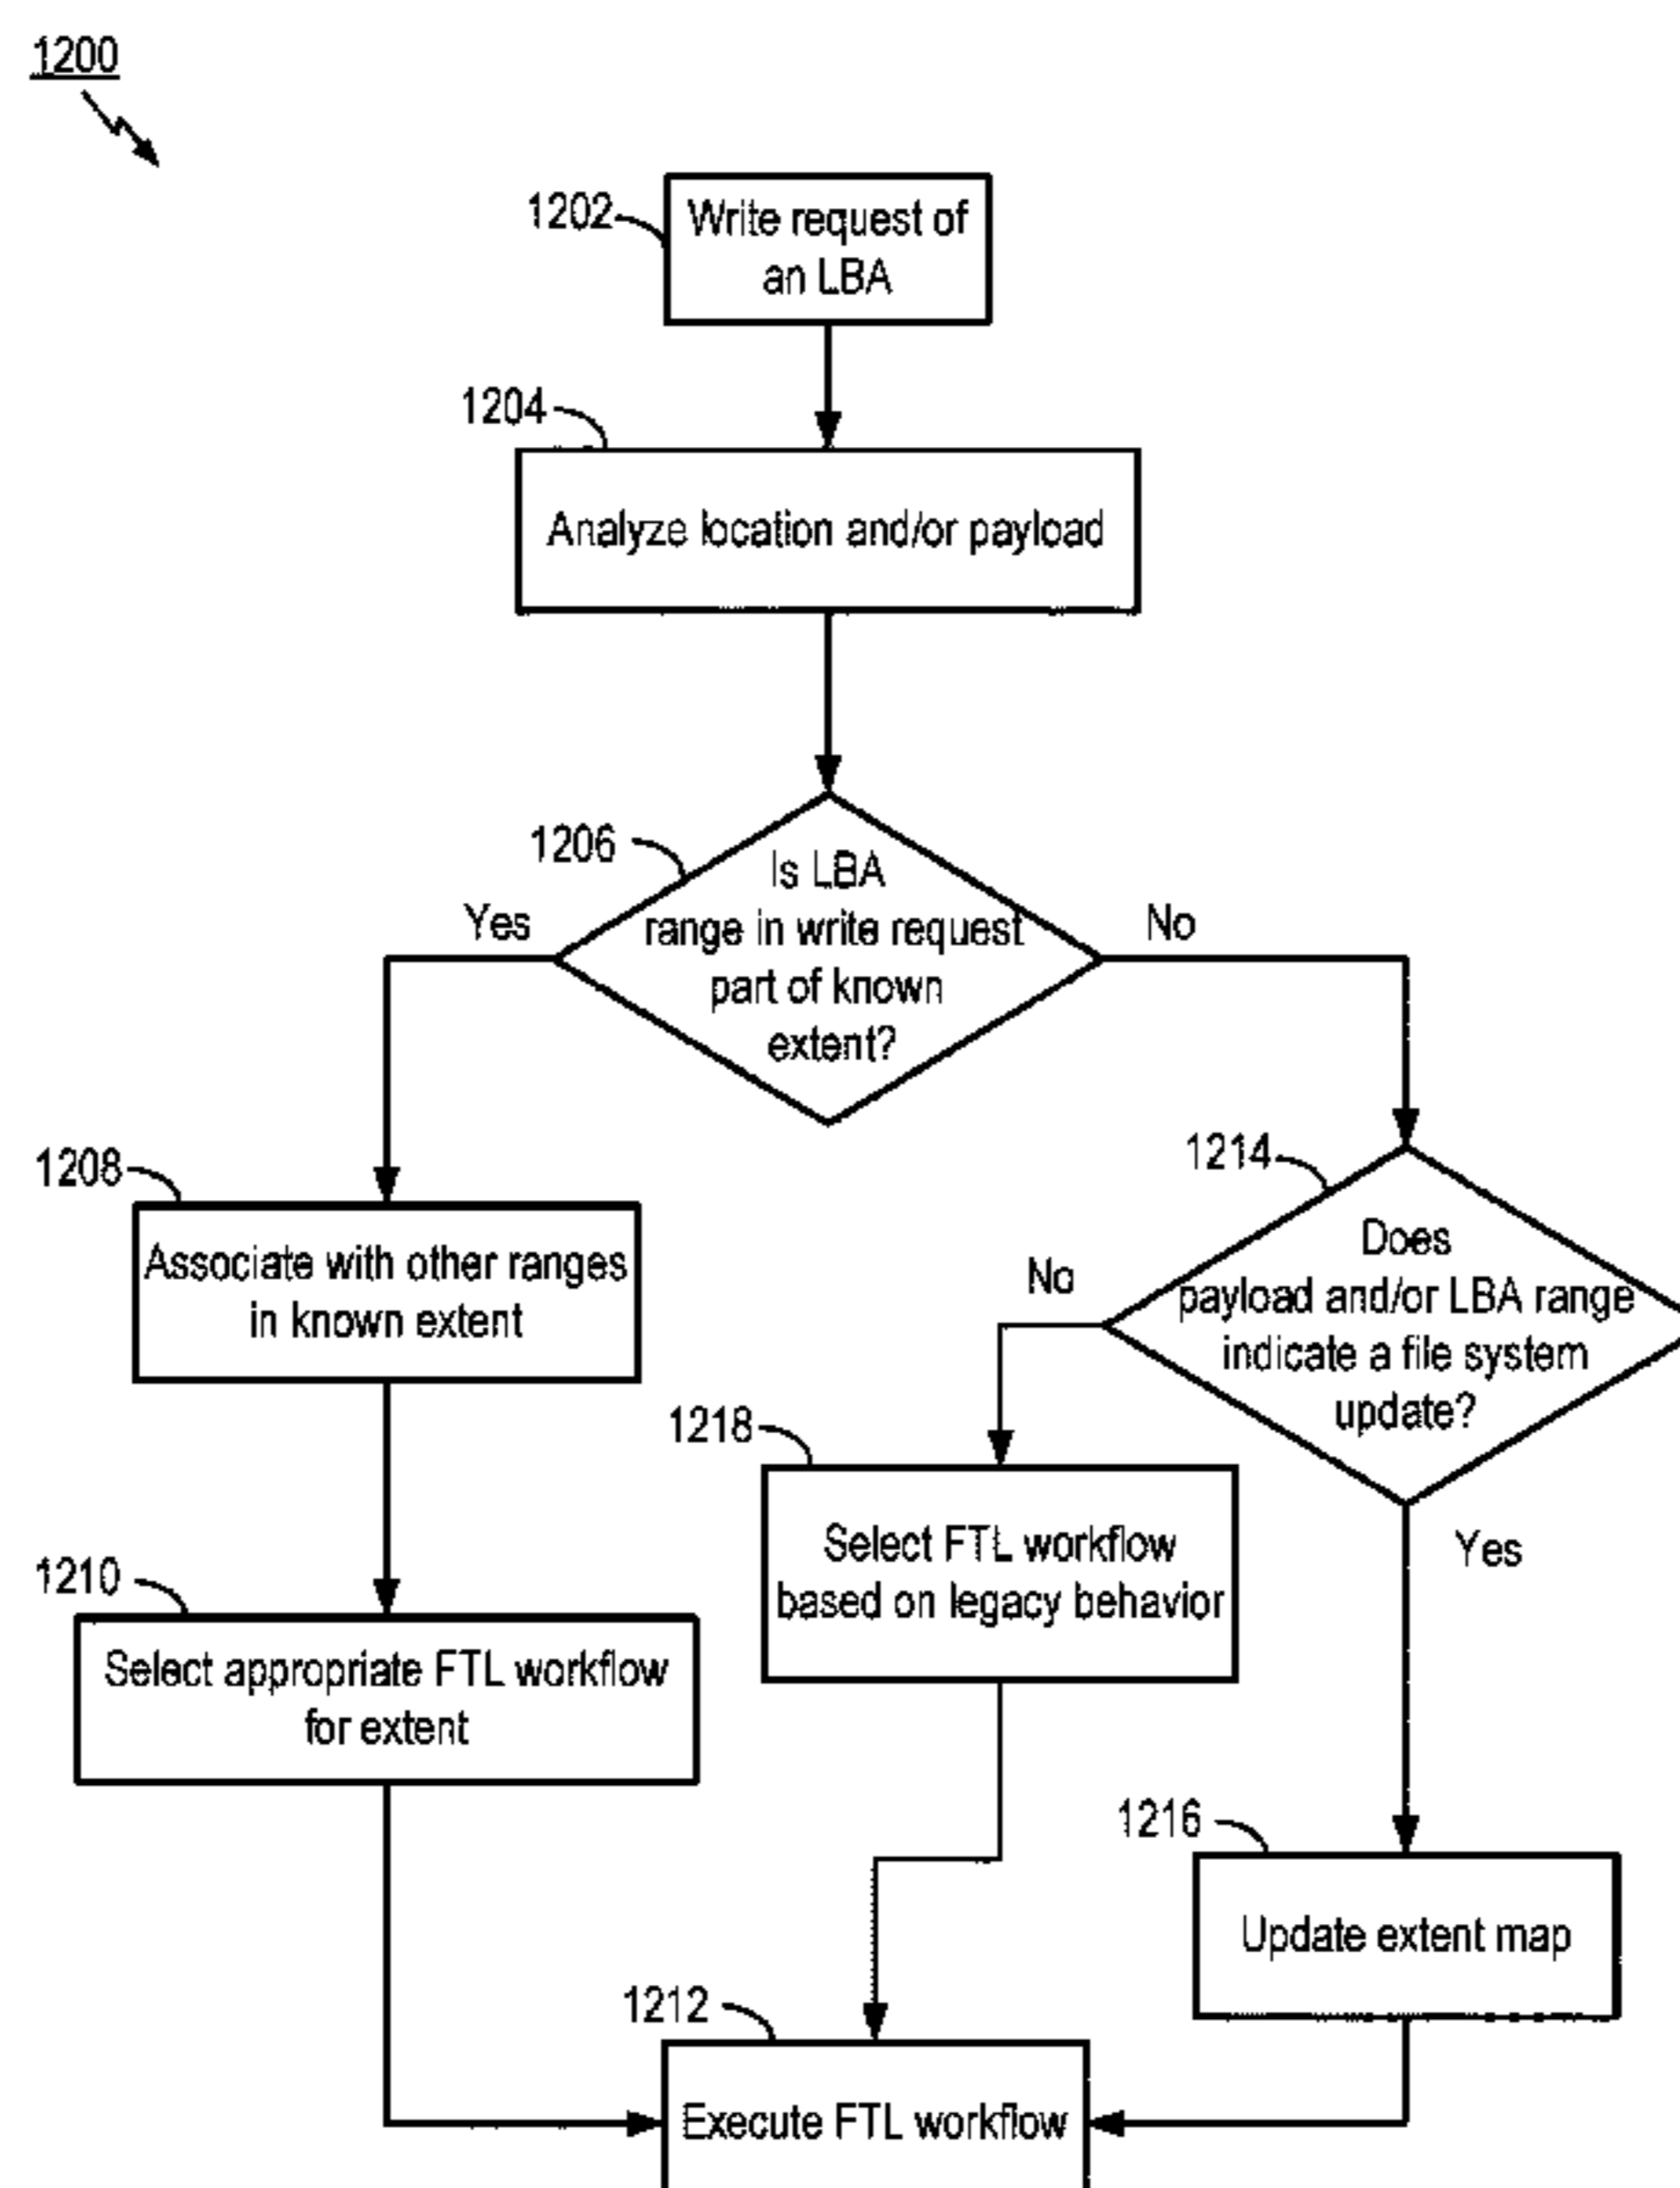 1200
1202
Write request of
an LBA
1204
Analyze location and/or payload
1206
Is LBA
range in write request
part of known
extent?
Yes
No
1208
Associate with other ranges
in known extent
1214
Does
payload and/or LBA range
indicate a file system
update?
No
Yes
1210
Select appropriate FTL workflow
for extent
1218
Select FTL workflow
based on legacy behavior
1216
Update extent map
1212
Execute FTL workflow